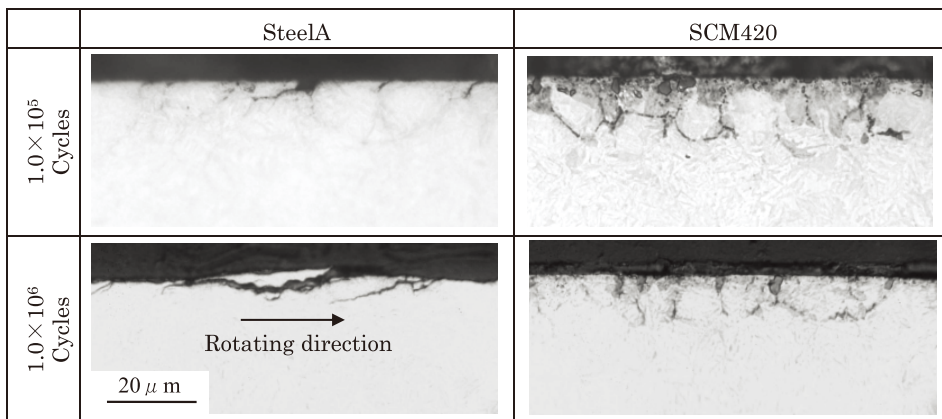 SteelA
SCM420
1.0×10⁵
Cycles
1.0×10⁶
Cycles
Rotating direction
20 μ m